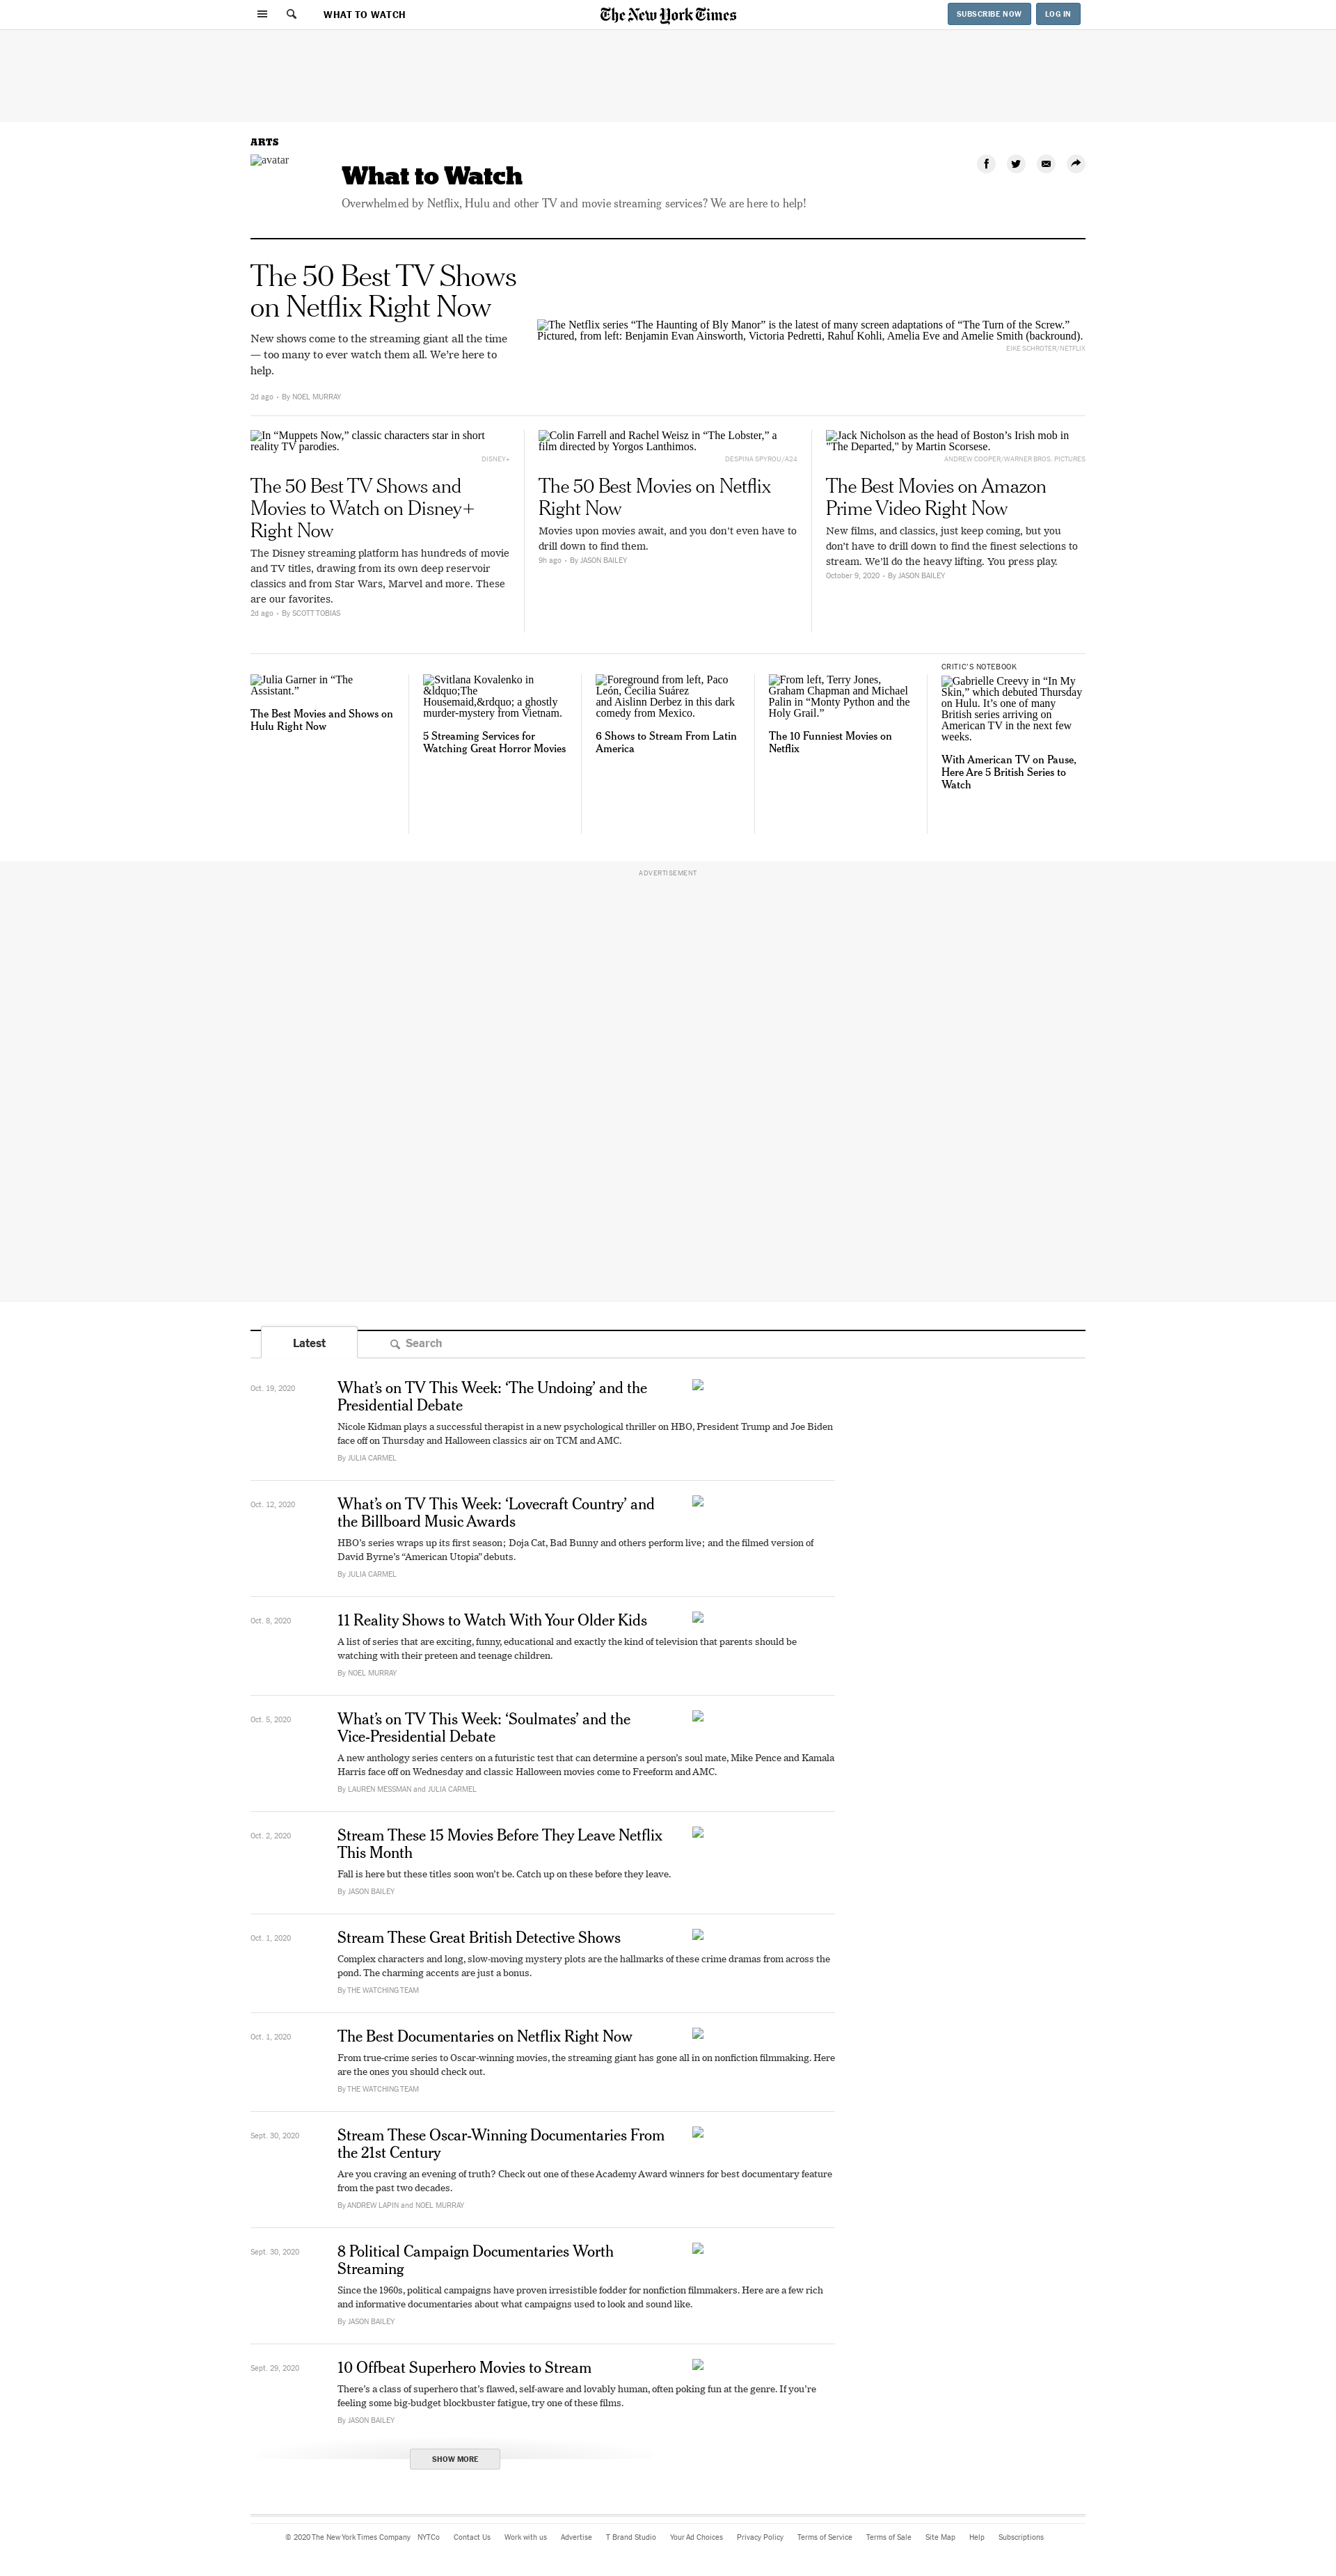 WHAT TO WATCH
The New York Times
SUBSCRIBE NOW
LOG IN
ARTS
avatar
What to Watch
Overwhelmed by Netflix, Hulu and other TV and movie streaming services? We are here to help!
The 50 Best TV Shows
on Netflix Right Now
New shows come to the streaming giant all the time
— too many to ever watch them all. We’re here to
help.
2d ago • By NOEL MURRAY
The Netflix series “The Haunting of Bly Manor” is the latest of many screen adaptations of “The Turn of the Screw.”
Pictured, from left: Benjamin Evan Ainsworth, Victoria Pedretti, Rahul Kohli, Amelia Eve and Amelie Smith (backround).
EIKE SCHROTER/NETFLIX
In “Muppets Now,” classic characters star in short
reality TV parodies.
DISNEY+
The 50 Best TV Shows and
Movies to Watch on Disney+
Right Now
The Disney streaming platform has hundreds of movie
and TV titles, drawing from its own deep reservoir
classics and from Star Wars, Marvel and more. These
are our favorites.
2d ago • By SCOTT TOBIAS
Colin Farrell and Rachel Weisz in “The Lobster,” a
film directed by Yorgos Lanthimos.
DESPINA SPYROU/A24
The 50 Best Movies on Netflix
Right Now
Movies upon movies await, and you don’t even have to
drill down to find them.
9h ago • By JASON BAILEY
Jack Nicholson as the head of Boston’s Irish mob in
"The Departed," by Martin Scorsese.
ANDREW COOPER/WARNER BROS. PICTURES
The Best Movies on Amazon
Prime Video Right Now
New films, and classics, just keep coming, but you
don’t have to drill down to find the finest selections to
stream. We’ll do the heavy lifting. You press play.
October 9, 2020 • By JASON BAILEY
Julia Garner in “The
Assistant.”
The Best Movies and Shows on
Hulu Right Now
Svitlana Kovalenko in
&ldquo;The
Housemaid,&rdquo; a ghostly
murder-mystery from Vietnam.
5 Streaming Services for
Watching Great Horror Movies
Foreground from left, Paco
León, Cecilia Suárez
and Aislinn Derbez in this dark
comedy from Mexico.
6 Shows to Stream From Latin
America
From left, Terry Jones,
Graham Chapman and Michael
Palin in “Monty Python and the
Holy Grail.”
The 10 Funniest Movies on
Netflix
CRITIC’S NOTEBOOK
Gabrielle Creevy in “In My
Skin,” which debuted Thursday
on Hulu. It’s one of many
British series arriving on
American TV in the next few
weeks.
With American TV on Pause,
Here Are 5 British Series to
Watch
ADVERTISEMENT
Latest
Search
Oct. 19, 2020
What’s on TV This Week: ‘The Undoing’ and the
Presidential Debate
Nicole Kidman plays a successful therapist in a new psychological thriller on HBO, President Trump and Joe Biden
face off on Thursday and Halloween classics air on TCM and AMC.
By JULIA CARMEL
Oct. 12, 2020
What’s on TV This Week: ‘Lovecraft Country’ and
the Billboard Music Awards
HBO’s series wraps up its first season; Doja Cat, Bad Bunny and others perform live; and the filmed version of
David Byrne’s “American Utopia” debuts.
By JULIA CARMEL
Oct. 8, 2020
11 Reality Shows to Watch With Your Older Kids
A list of series that are exciting, funny, educational and exactly the kind of television that parents should be
watching with their preteen and teenage children.
By NOEL MURRAY
Oct. 5, 2020
What’s on TV This Week: ‘Soulmates’ and the
Vice-Presidential Debate
A new anthology series centers on a futuristic test that can determine a person’s soul mate, Mike Pence and Kamala
Harris face off on Wednesday and classic Halloween movies come to Freeform and AMC.
By LAUREN MESSMAN and JULIA CARMEL
Oct. 2, 2020
Stream These 15 Movies Before They Leave Netflix
This Month
Fall is here but these titles soon won’t be. Catch up on these before they leave.
By JASON BAILEY
Oct. 1, 2020
Stream These Great British Detective Shows
Complex characters and long, slow-moving mystery plots are the hallmarks of these crime dramas from across the
pond. The charming accents are just a bonus.
By THE WATCHING TEAM
Oct. 1, 2020
The Best Documentaries on Netflix Right Now
From true-crime series to Oscar-winning movies, the streaming giant has gone all in on nonfiction filmmaking. Here
are the ones you should check out.
By THE WATCHING TEAM
Sept. 30, 2020
Stream These Oscar-Winning Documentaries From
the 21st Century
Are you craving an evening of truth? Check out one of these Academy Award winners for best documentary feature
from the past two decades.
By ANDREW LAPIN and NOEL MURRAY
Sept. 30, 2020
8 Political Campaign Documentaries Worth
Streaming
Since the 1960s, political campaigns have proven irresistible fodder for nonfiction filmmakers. Here are a few rich
and informative documentaries about what campaigns used to look and sound like.
By JASON BAILEY
Sept. 29, 2020
10 Offbeat Superhero Movies to Stream
There’s a class of superhero that’s flawed, self-aware and lovably human, often poking fun at the genre. If you’re
feeling some big-budget blockbuster fatigue, try one of these films.
By JASON BAILEY
SHOW MORE
© 2020 The New York Times Company NYTCo Contact Us Work with us Advertise T Brand Studio Your Ad Choices Privacy Policy Terms of Service Terms of Sale Site Map Help Subscriptions